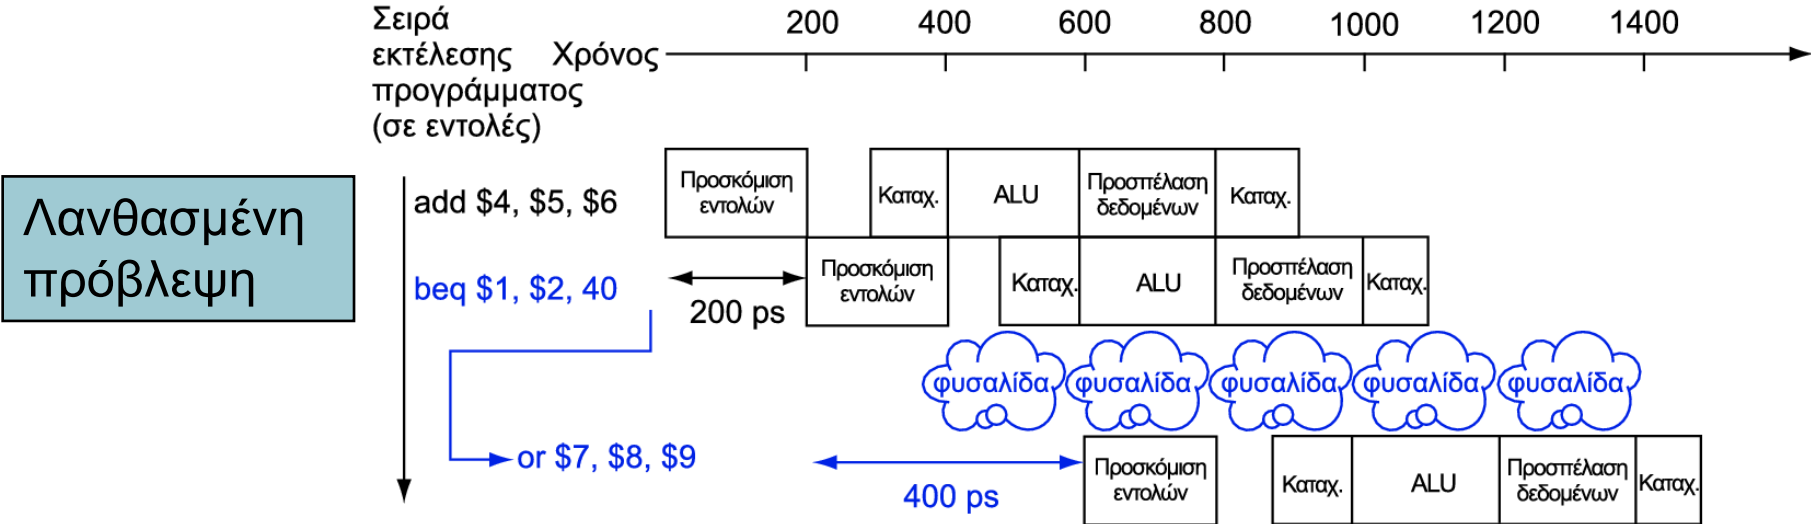 Σειρά
εκτέλεσης Χρόνος
προγράμματος
(σε εντολές)
200 400 600 800 1000 1200 1400
Λανθασμένη
πρόβλεψη
add $4, $5, $6
Προσκόμιση
εντολών
Καταχ.
ALU
Προσπέλαση
δεδομένων
Καταχ.
beq $1, $2, 40
200 ps
Προσκόμιση
εντολών
Καταχ.
ALU
Προσπέλαση
δεδομένων
Καταχ.
φυσαλίδα φυσαλίδα φυσαλίδα φυσαλίδα φυσαλίδα
or $7, $8, $9
400 ps
Προσκόμιση
εντολών
Καταχ.
ALU
Προσπέλαση
δεδομένων
Καταχ.